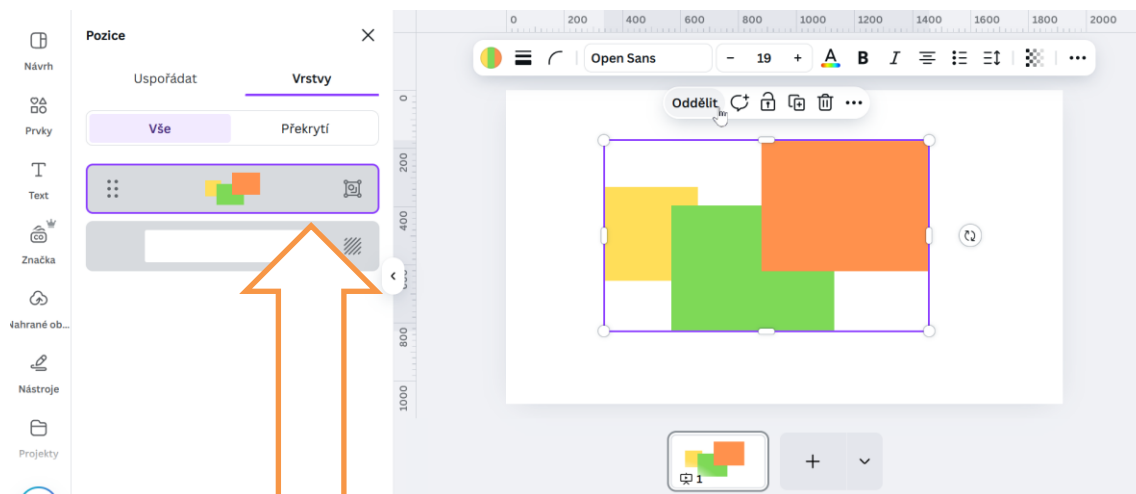 Návrh
Prvky
Text
CO
Značka
Nahrané ob...
Nástroje
Projekty
Pozice
Uspořádat
Vrstvy
Vše
Překrytí
0 200 400 600 800 1000 1200 1400 1600 1800 2000
Open Sans
- 19 +
A B I
Oddělit
0
200
400
800
1000
1